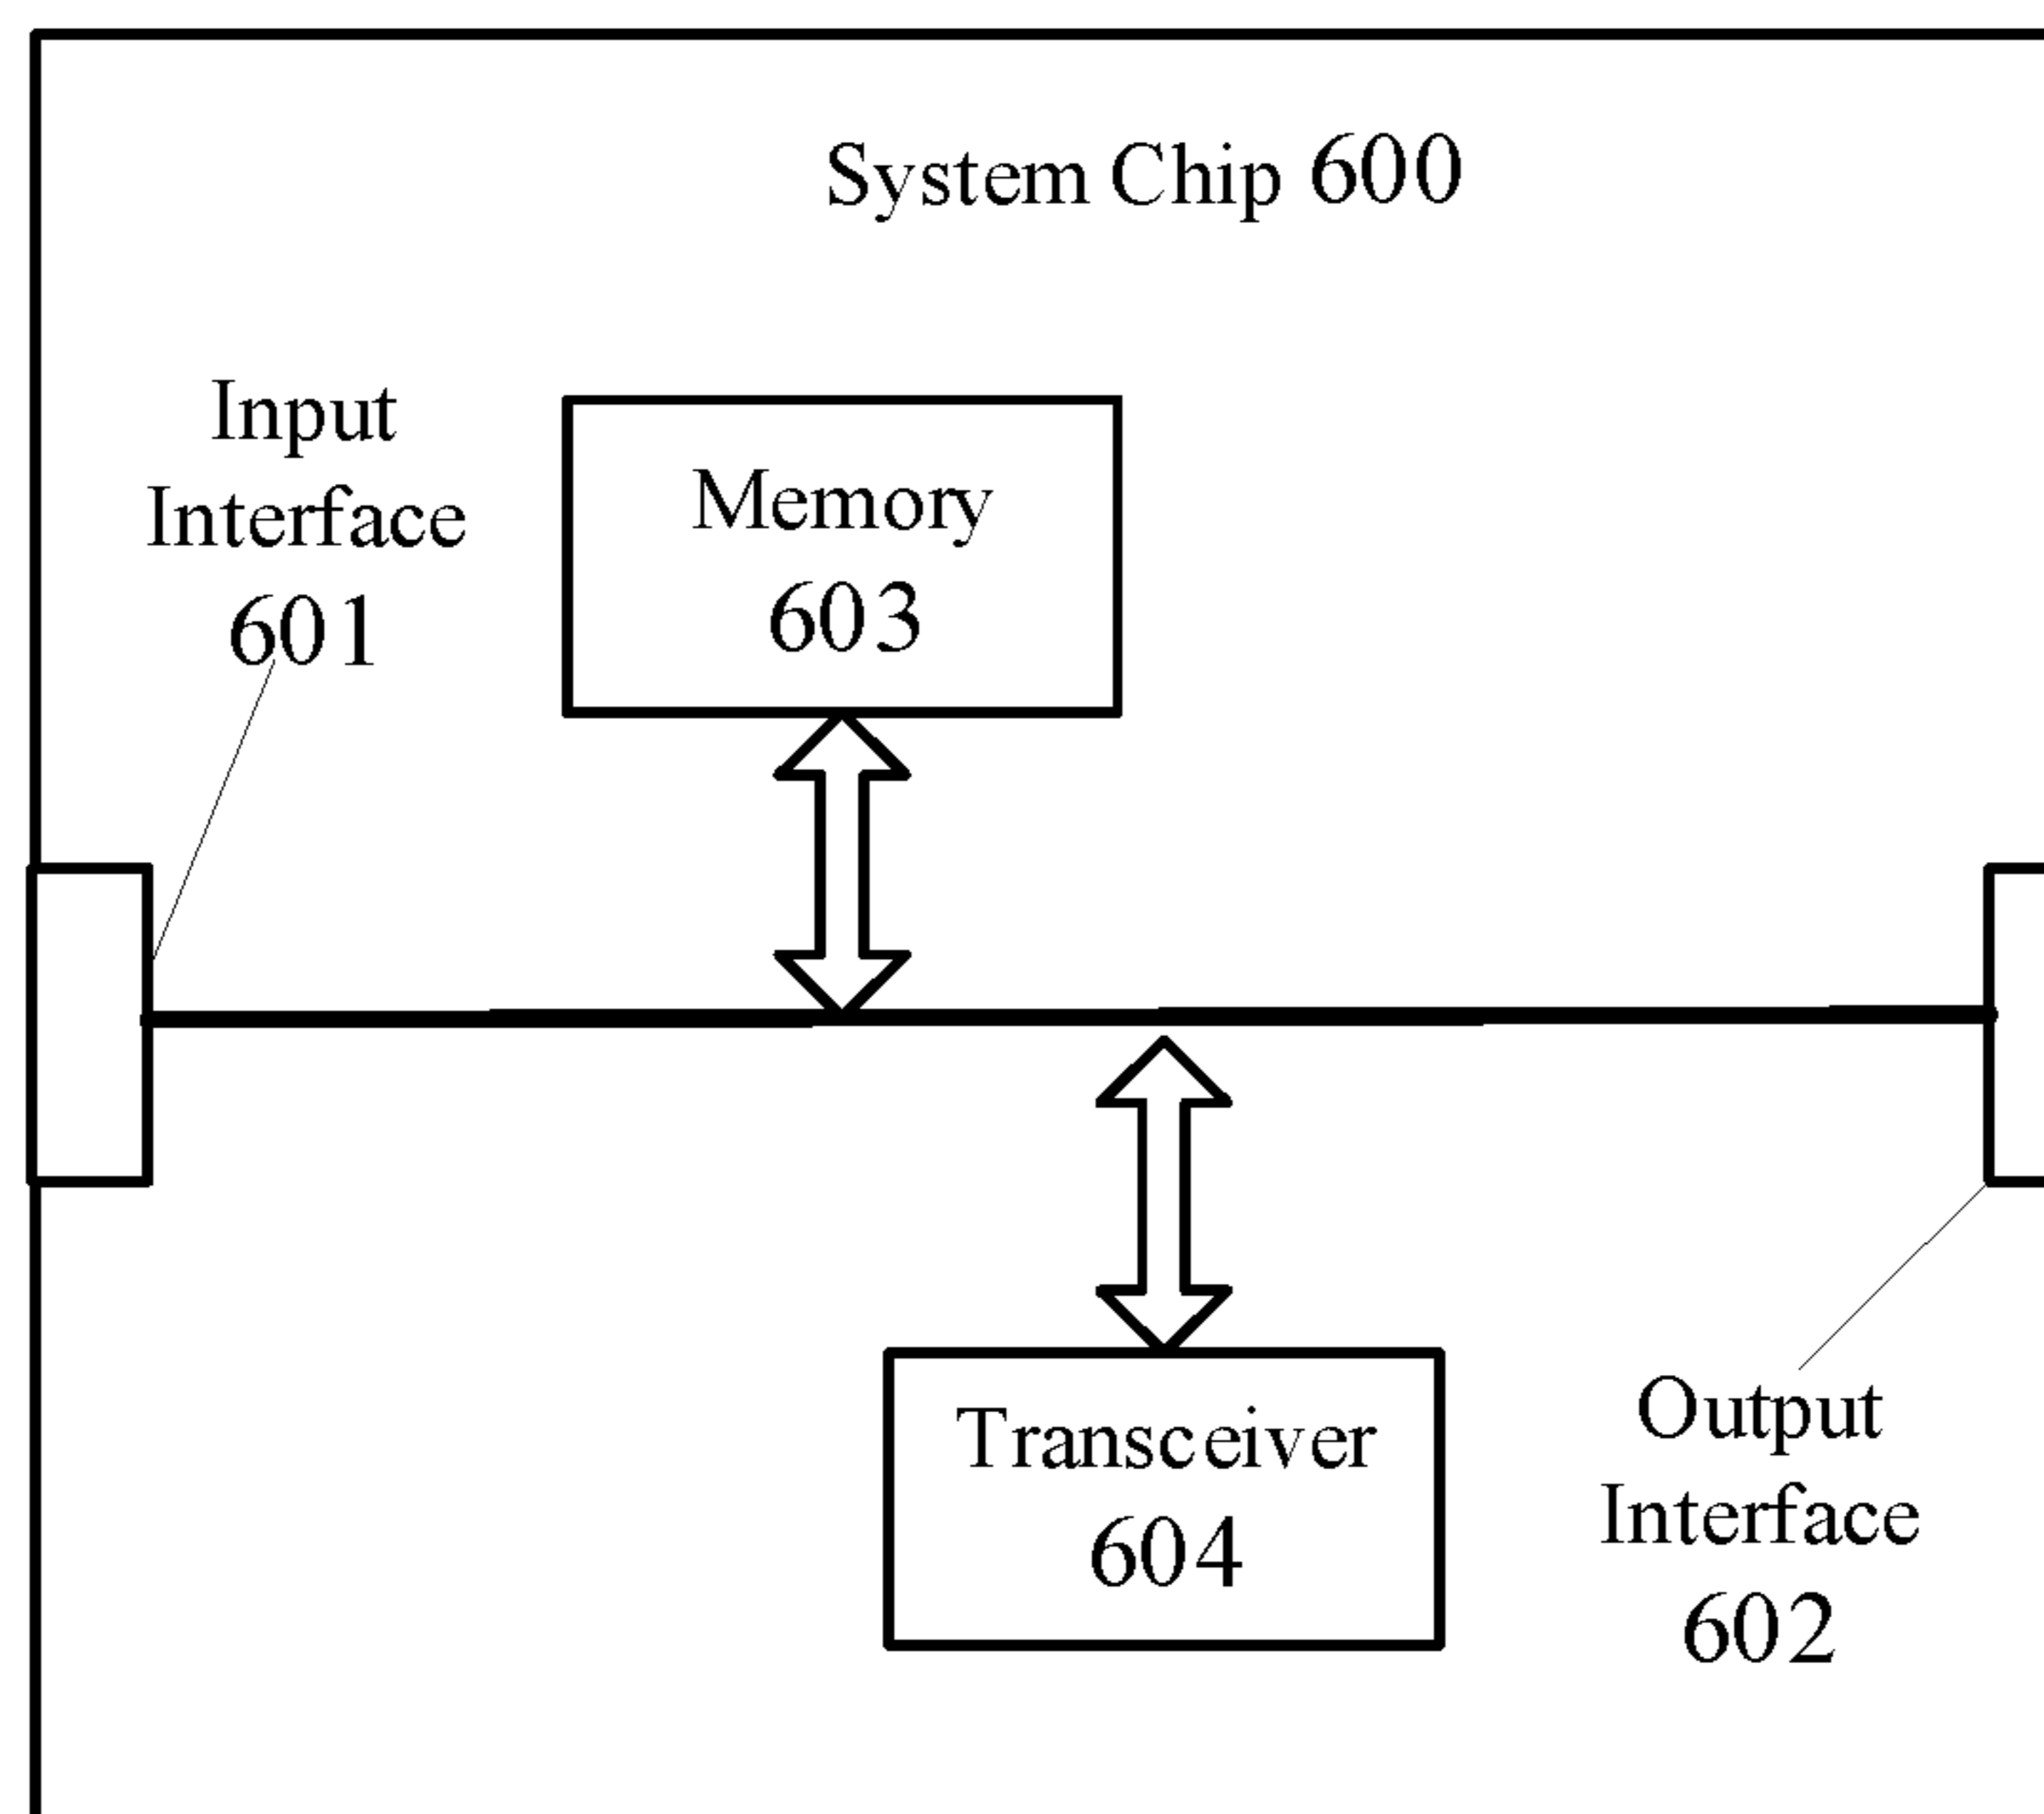 System Chip 600
Input
Interface
601
Memory
603
Transceiver
604
Output
Interface
602